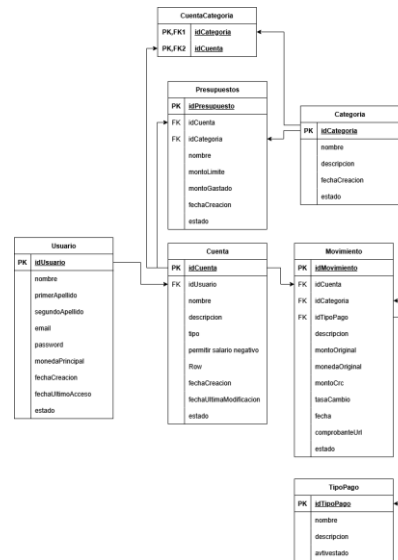 CuentaCategoria
PK,FK1 idCategoria
PK,FK2 idCuenta
Presupuestos
PK idPresupuesto
FK idCuenta
FK idCategoria
nombre
montoLimite
montoGastado
fechaCreacion
estado
Categoria
PK idCategoria
nombre
descripcion
fechaCreacion
estado
Usuario
PK idUsuario
nombre
primerApellido
segundoApellido
email
password
monedaPrincipal
fechaCreacion
fechaUltimoAcceso
estado
Cuenta
PK idCuenta
FK idUsuario
nombre
descripcion
tipo
permitir salario negativo
Row
fechaCreacion
fechaUltimaModificacion
estado
Movimiento
PK idMovimiento
FK idCuenta
FK idCategoria
FK idTipoPago
descripcion
montoOriginal
monedaOriginal
montoCrc
tasaCambio
fecha
comprobanteUrl
estado
TipoPago
PK idTipoPago
nombre
descripcion
avtivestado